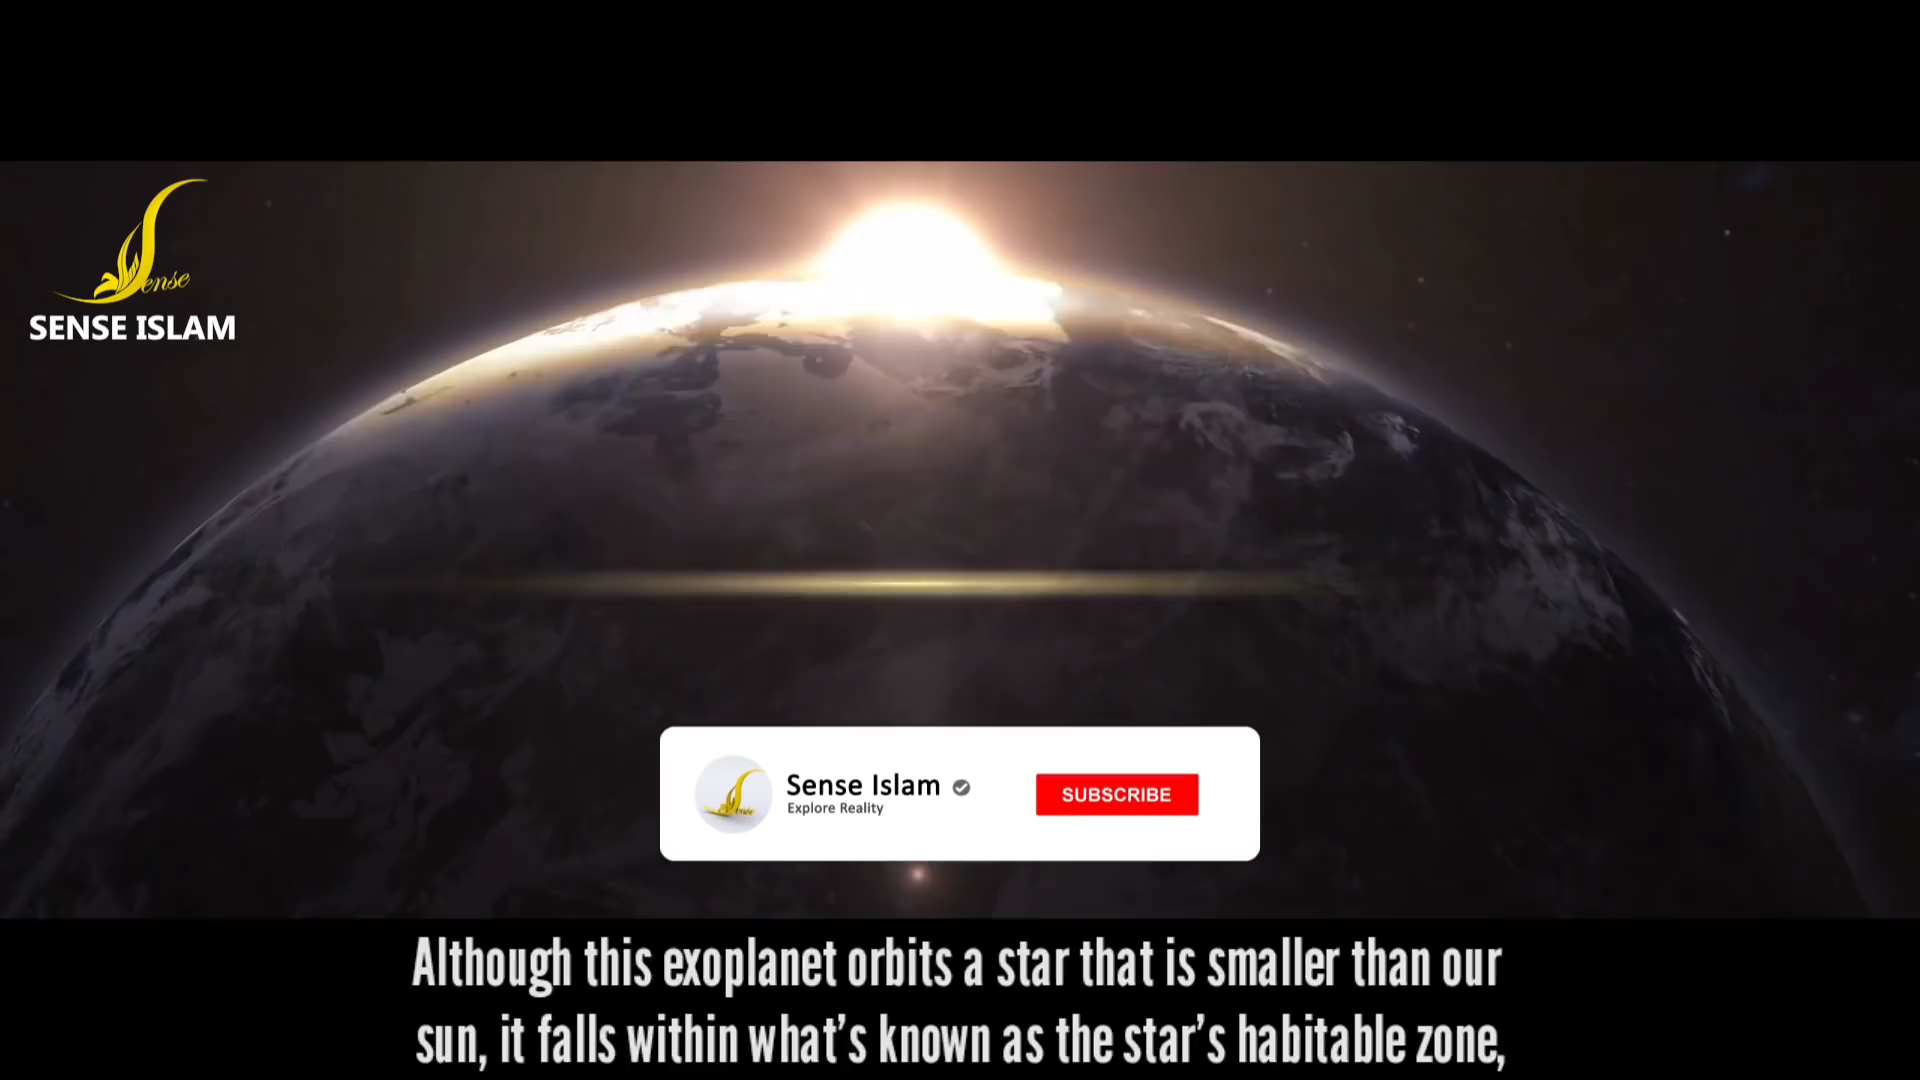 Sense
SENSE ISLAM
Sense Islam
Explore Reality
SUBSCRIBE
Although this exoplanet orbits a star that is smaller than our
sun, it falls within what's known as the star's habitable zone,